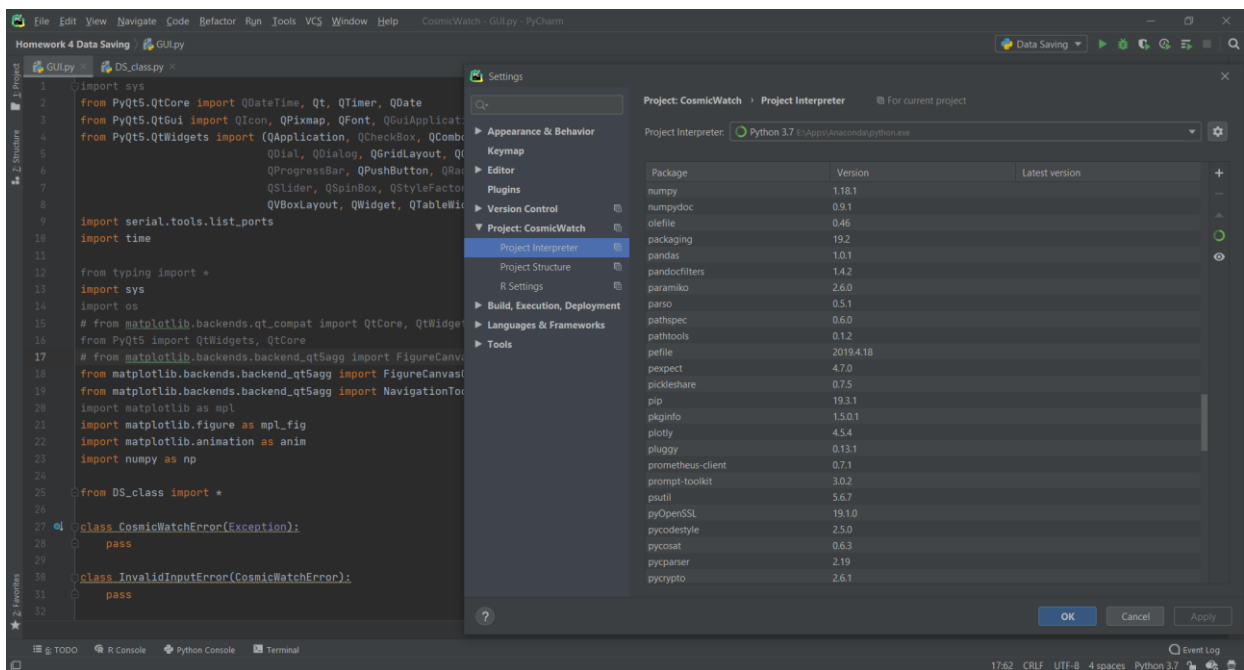 File Edit View Navigate Code Refactor Run Tools VCS Window Help CosmicWatch - GUI.py - PyCharm
Homework 4 Data Saving GUI.py
Data Saving
GUI.py
DS_class.py
1: Project
Structure
2: Favorites
1 import sys
2 from PyQt5.QtCore import QDateTime, Qt, QTimer, QDate
3 from PyQt5.QtGui import QIcon, QPixmap, QFont, QGuiApplicati
4 from PyQt5.QtWidgets import (QApplication, QCheckBox, QCombo
5 QDial, QDialog, QGridLayout, QG
6 QProgressBar, QPushButton, QRa
7 QSlider, QSpinBox, QStyleFactor
8 QVBoxLayout, QWidget, QTableWid
9 import serial.tools.list_ports
10 import time
11
12 from typing import *
13 import sys
14 import os
15 # from matplotlib.backends.qt_compat import QtCore, QtWidget
16 from PyQt5 import QtWidgets, QtCore
17 # from matplotlib.backends.backend_qt5agg import FigureCanva
18 from matplotlib.backends.backend_qt5agg import FigureCanvasQ
19 from matplotlib.backends.backend_qt5agg import NavigationToo
20 import matplotlib as mpl
21 import matplotlib.figure as mpl_fig
22 import matplotlib.animation as anim
23 import numpy as np
24
25 from DS_class import *
26
27 class CosmicWatchError(Exception):
28 pass
29
30 class InvalidInputError(CosmicWatchError):
31 pass
32
Settings
Appearance & Behavior
Keymap
Editor
Plugins
Version Control
Project: CosmicWatch
Project Interpreter
Project Structure
R Settings
Build, Execution, Deployment
Languages & Frameworks
Tools
Project: CosmicWatch › Project Interpreter For current project
Project Interpreter: Python 3.7 E:\Apps\Anaconda\python.exe
Package Version Latest version
numpy 1.18.1
numpydoc 0.9.1
olefile 0.46
packaging 19.2
pandas 1.0.1
pandocfilters 1.4.2
paramiko 2.6.0
parso 0.5.1
pathspec 0.6.0
pathtools 0.1.2
pefile 2019.4.18
pexpect 4.7.0
pickleshare 0.7.5
pip 19.3.1
pkginfo 1.5.0.1
plotly 4.5.4
pluggy 0.13.1
prometheus-client 0.7.1
prompt-toolkit 3.0.2
psutil 5.6.7
pyOpenSSL 19.1.0
pycodestyle 2.5.0
pycosat 0.6.3
pycparser 2.19
pycrypto 2.6.1
?
OK Cancel Apply
6: TODO R Console Python Console Terminal Event Log
17:62 CRLF UTF-8 4 spaces Python 3.7